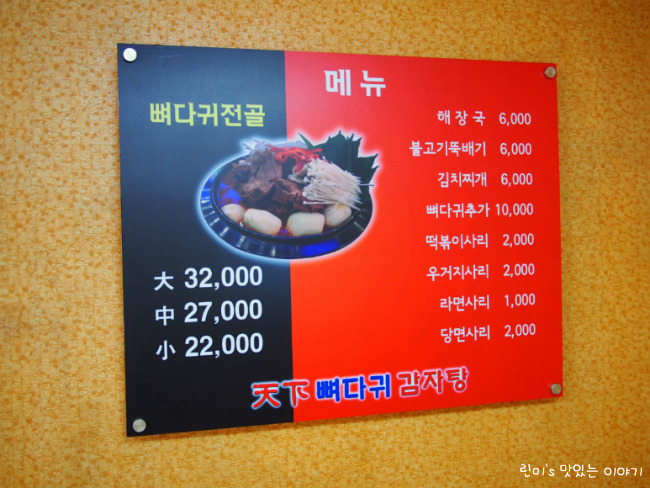 메뉴
뼈다귀전골
大 32,000
中 27,000
小 22,000
해장국 6,000
불고기뚝배기 6,000
김치찌개 6,000
뼈다귀추가 10,000
떡볶이사리 2,000
우거지사리 2,000
라면사리 1,000
당면사리 2,000
天下 뼈다귀 감자탕
린미's 맛있는 이야기